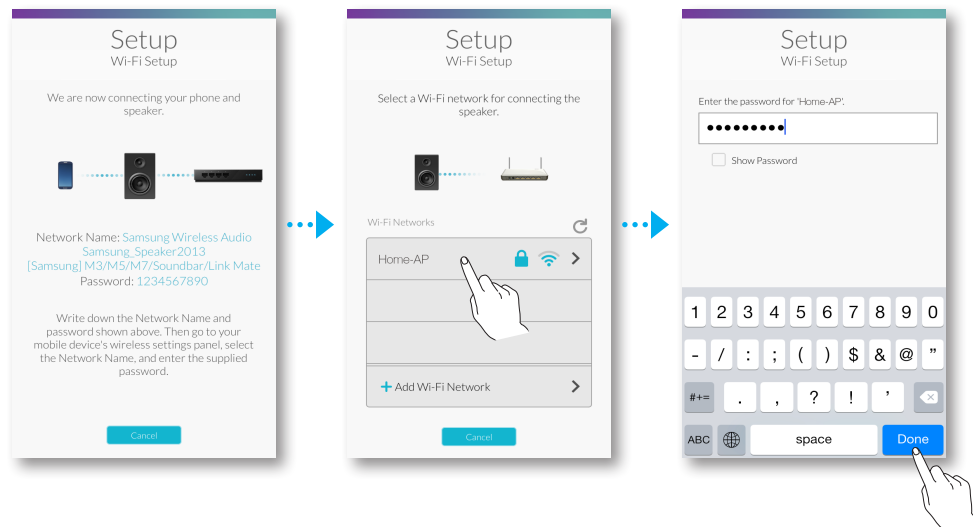 Setup
Wi-Fi Setup
We are now connecting your phone and
speaker.
Network Name: Samsung Wireless Audio
Samsung_Speaker2013
[Samsung] M3/M5/M7/Soundbar/Link Mate
Password: 1234567890
Write down the Network Name and
password shown above. Then go to your
mobile device's wireless settings panel, select
the Network Name, and enter the supplied
password.
Cancel
Setup
Wi-Fi Setup
Select a Wi-Fi network for connecting the
speaker.
Wi-Fi Networks
Home-AP
+ Add Wi-Fi Network
Cancel
Setup
Wi-Fi Setup
Enter the password for 'Home-AP'.
●●●●●●●●●
Show Password
1 2 3 4 5 6 7 8 9 0
- / : ; ( ) $ & @ ”
#+= . , ? ! ’
ABC space Done